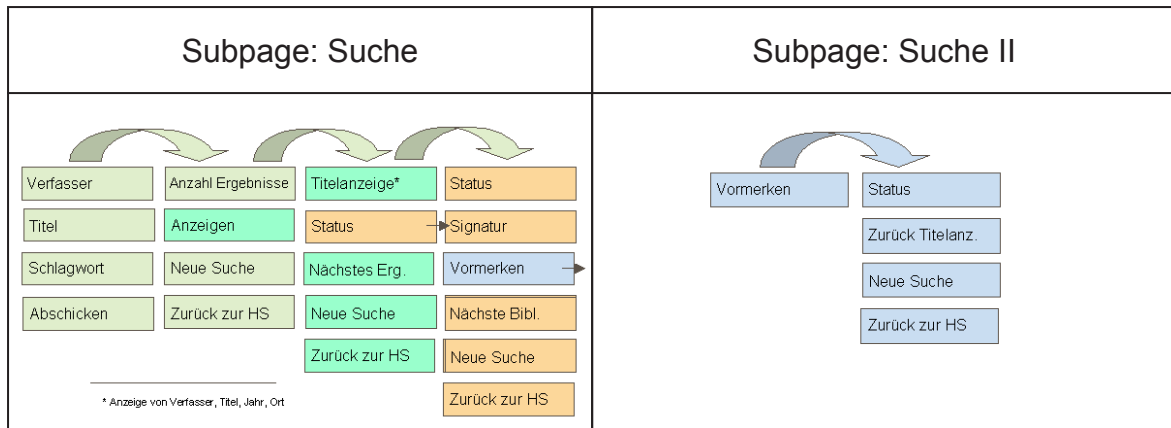 Subpage: Suche
Verfasser
Titel
Schlagwort
Abschicken
Anzahl Ergebnisse
Anzeigen
Neue Suche
Zurück zur HS
Titelanzeige*
Status
Nächstes Erg.
Neue Suche
Zurück zur HS
Status
Signatur
Vormerken
Nächste Bibl.
Neue Suche
Zurück zur HS
* Anzeige von Verfasser, Titel, Jahr, Ort
Subpage: Suche II
Vormerken
Status
Zurück Titelanz.
Neue Suche
Zurück zur HS